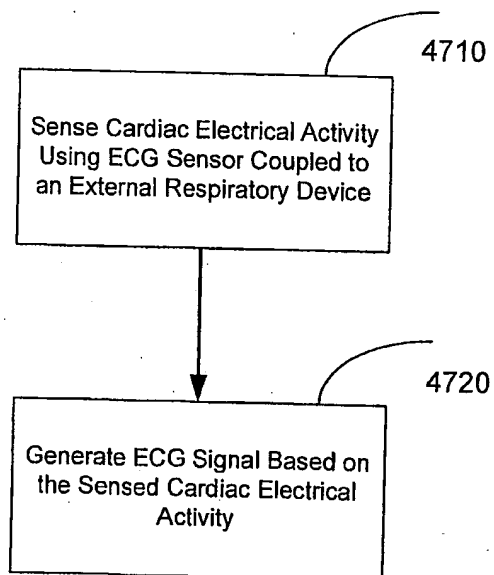 4710
Sense Cardiac Electrical Activity
Using ECG Sensor Coupled to
an External Respiratory Device
4720
Generate ECG Signal Based on
the Sensed Cardiac Electrical
Activity